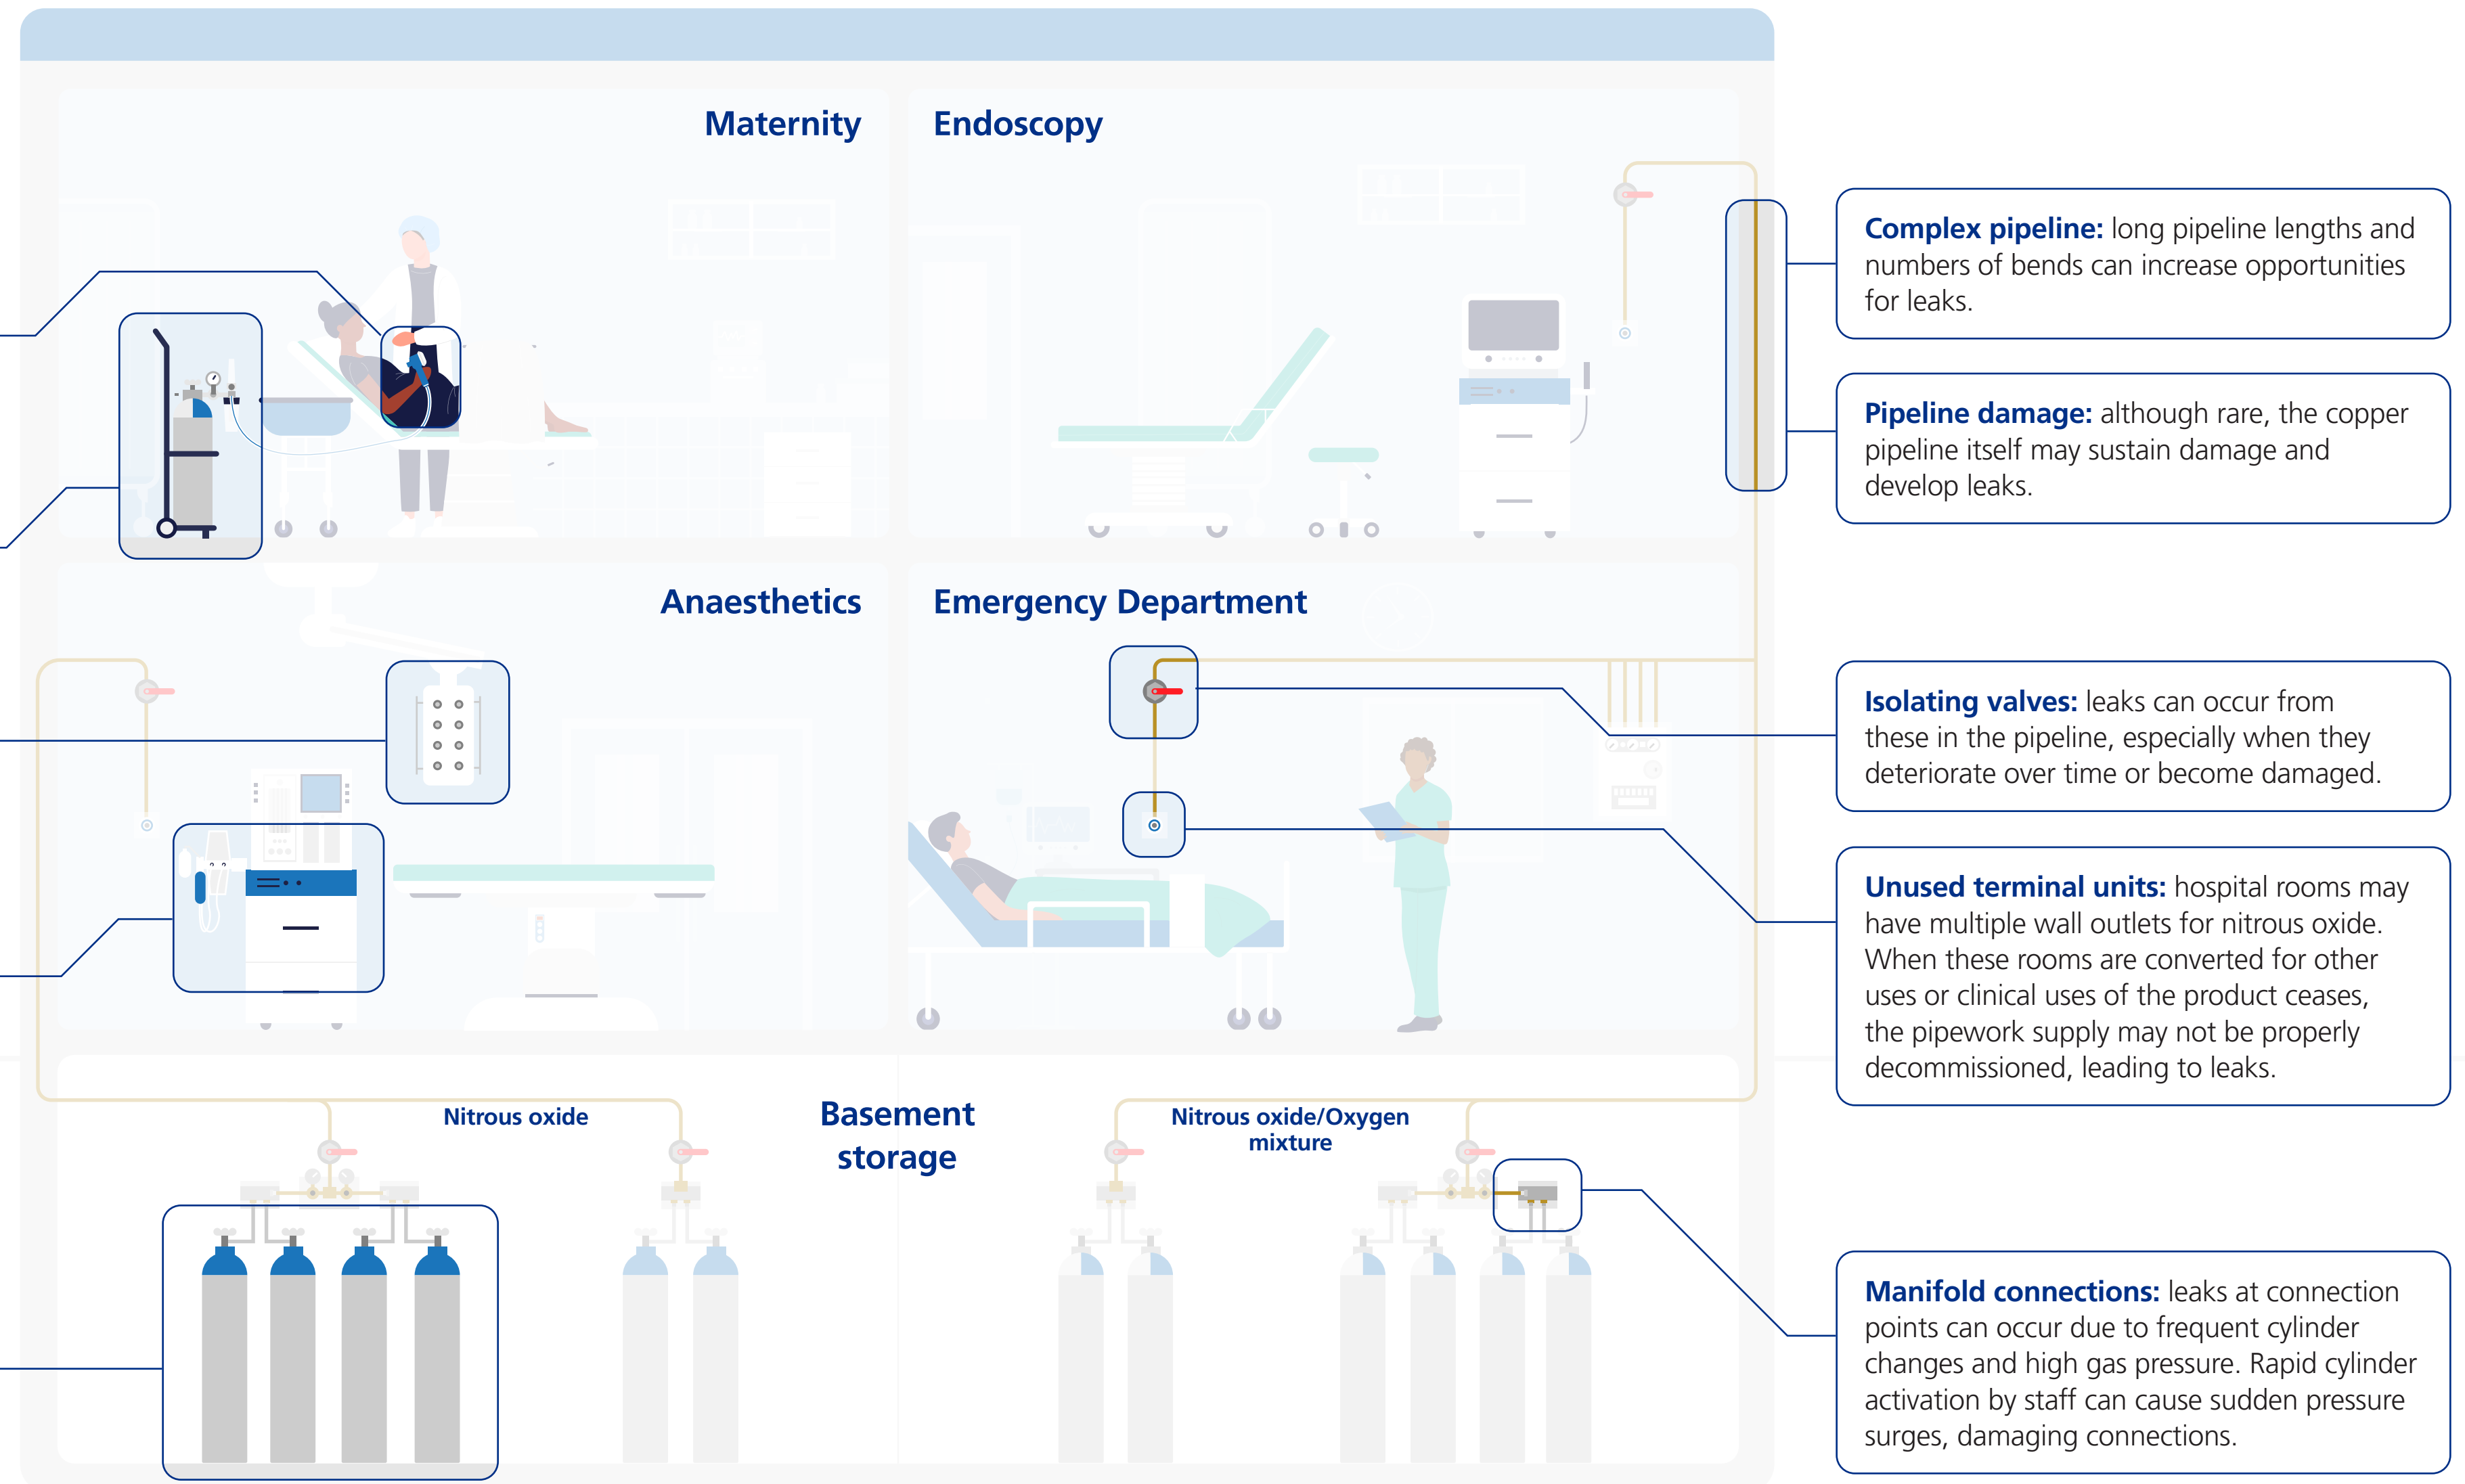 Maternity
Endoscopy
Complex pipeline: long pipeline lengths and
numbers of bends can increase opportunities
for leaks.
Pipeline damage: although rare, the copper
pipeline itself may sustain damage and
develop leaks.
Anaesthetics
Emergency Department
Isolating valves: leaks can occur from
these in the pipeline, especially when they
deteriorate over time or become damaged.
Unused terminal units: hospital rooms may
have multiple wall outlets for nitrous oxide.
When these rooms are converted for other
uses or clinical uses of the product ceases,
the pipework supply may not be properly
decommissioned, leading to leaks.
Nitrous oxide
Basement
storage
Nitrous oxide/Oxygen
mixture
Manifold connections: leaks at connection
points can occur due to frequent cylinder
changes and high gas pressure. Rapid cylinder
activation by staff can cause sudden pressure
surges, damaging connections.